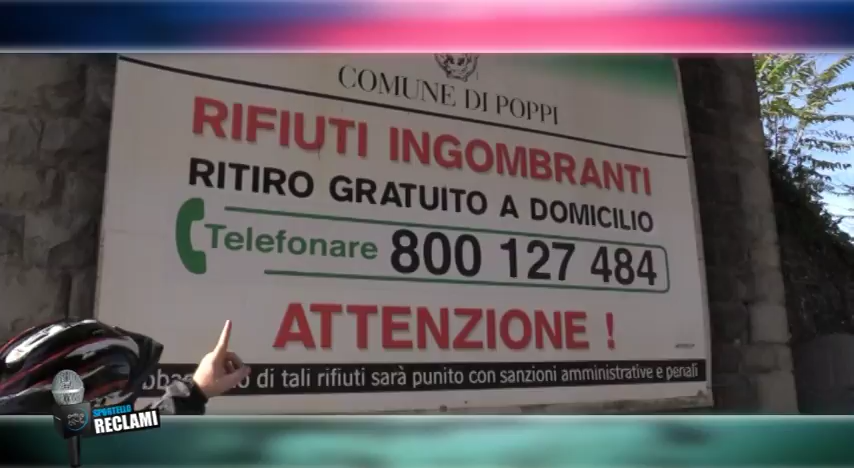 COMUNE DI POPPI
RIFIUTI INGOMBRANTI
RITIRO GRATUITO A DOMICILIO
Telefonare 800 127 484
ATTENZIONE !
di tali rifiuti sarà punito con sanzioni amministrative e penali
SPORTELLO
RECLAMI